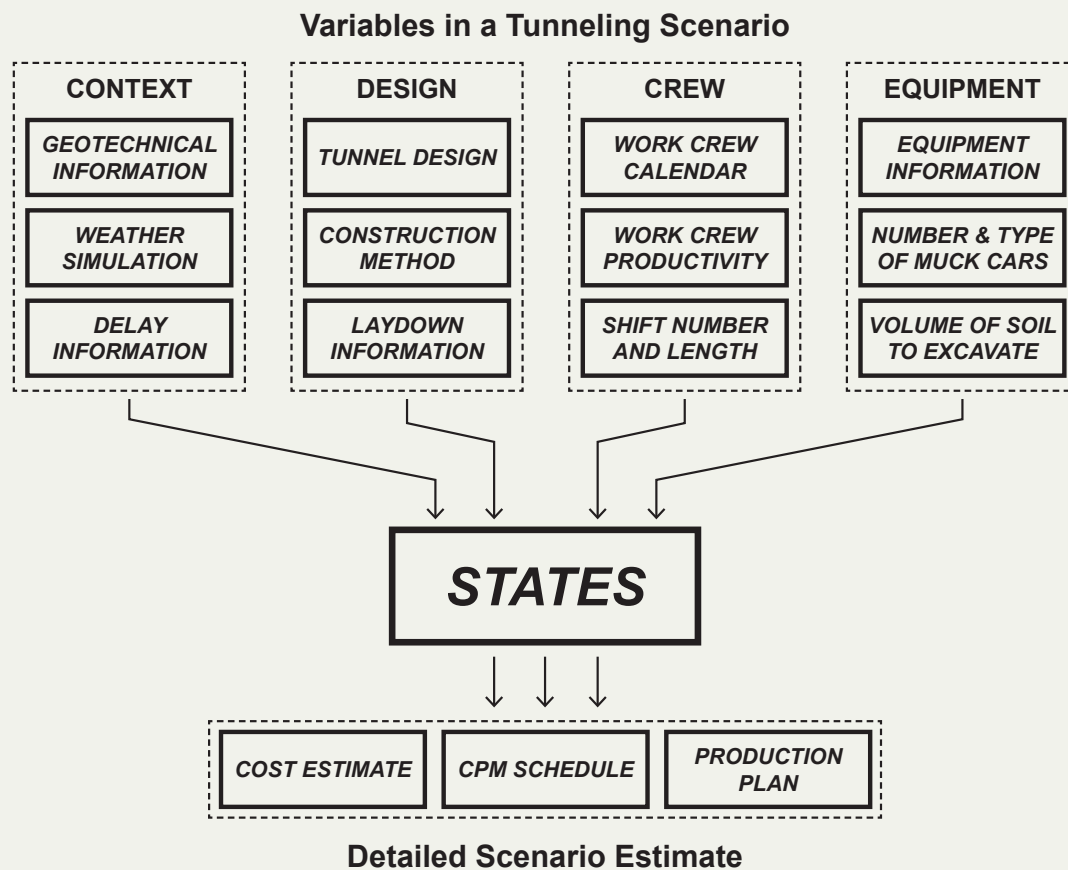 Variables in a Tunneling Scenario
CONTEXT
GEOTECHNICAL
INFORMATION
WEATHER
SIMULATION
DELAY
INFORMATION
DESIGN
TUNNEL DESIGN
CONSTRUCTION
METHOD
LAYDOWN
INFORMATION
CREW
WORK CREW
CALENDAR
WORK CREW
PRODUCTIVITY
SHIFT NUMBER
AND LENGTH
EQUIPMENT
EQUIPMENT
INFORMATION
NUMBER & TYPE
OF MUCK CARS
VOLUME OF SOIL
TO EXCAVATE
STATES
COST ESTIMATE
CPM SCHEDULE
PRODUCTION
PLAN
Detailed Scenario Estimate